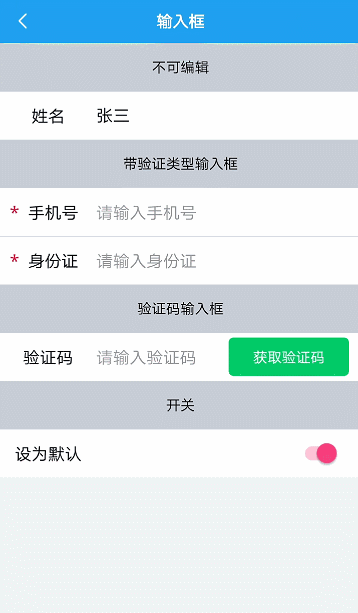 输入框
不可编辑
姓名 张三
带验证类型输入框
* 手机号 请输入手机号
* 身份证 请输入身份证
验证码输入框
验证码 请输入验证码 获取验证码
开关
设为默认